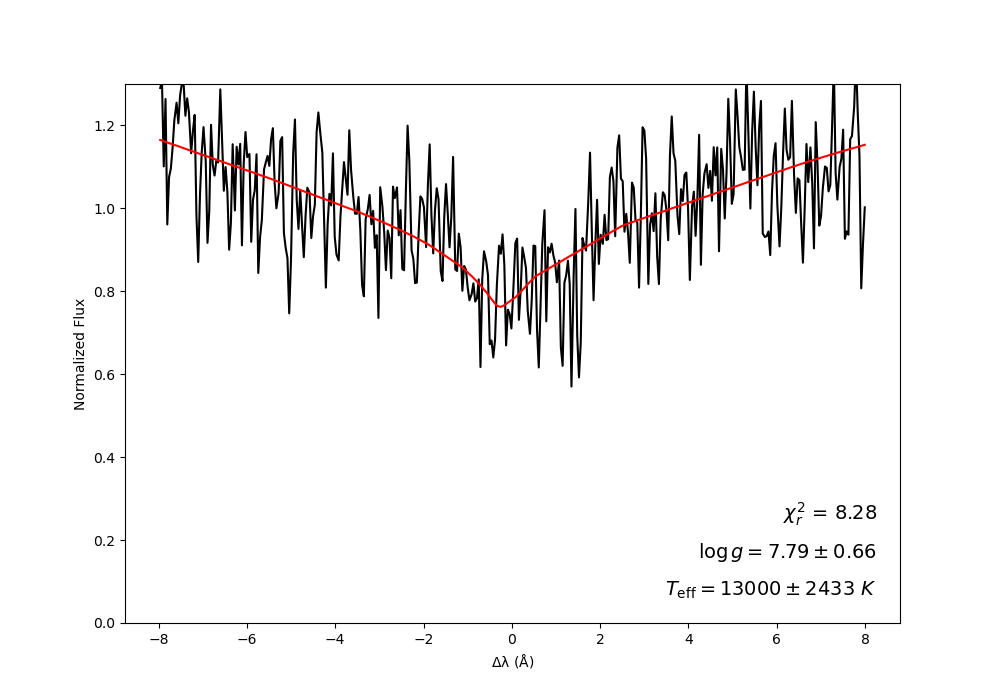 1.2
1.0
0.8
0.6
0.4
0.2
0.0
Normalized Flux
χ²ᵣ = 8.28
log g = 7.79 ± 0.66
T_eff = 13000 ± 2433 K
−8 −6 −4 −2 0 2 4 6 8
Δλ (Å)